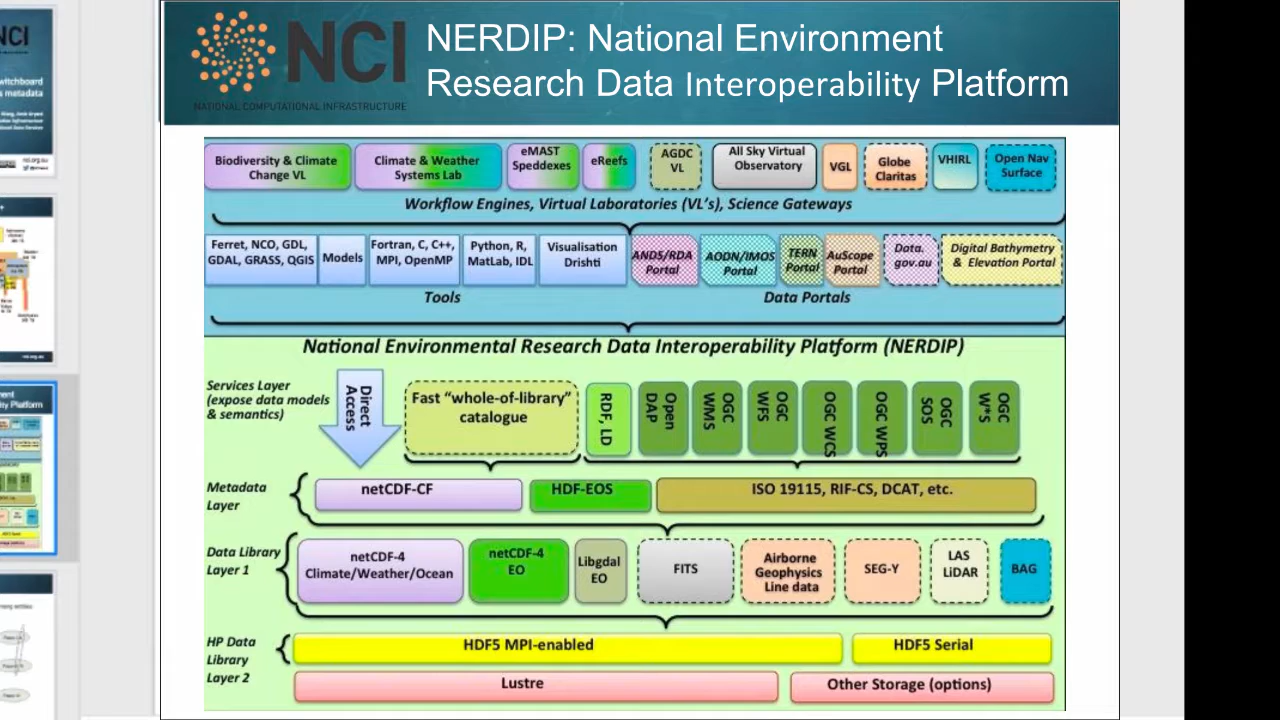 NCI
NATIONAL COMPUTATIONAL INFRASTRUCTURE
NERDIP: National Environment
Research Data Interoperability Platform
Biodiversity & Climate
Change VL
Climate & Weather
Systems Lab
eMAST
Speddexes
eReefs
AGDC
VL
All Sky Virtual
Observatory
VGL
Globe
Claritas
VHIRL
Open Nav
Surface
Workflow Engines, Virtual Laboratories (VL's), Science Gateways
Ferret, NCO, GDL,
GDAL, GRASS, QGIS
Models
Fortran, C, C++,
MPI, OpenMP
Python, R,
MatLab, IDL
Visualisation
Drishti
ANDS/RDA
Portal
AODN/IMOS
Portal
TERN
Portal
AuScope
Portal
Data.
gov.au
Digital Bathymetry
& Elevation Portal
Tools
Data Portals
National Environmental Research Data Interoperability Platform (NERDIP)
Services Layer
(expose data models
& semantics)
Direct
Access
Fast "whole-of-library"
catalogue
RDF, LD
Open
DAP
OGC
WMS
OGC
WFS
OGC WCS
OGC WPS
OGC
SOS
OGC
W*S
Metadata
Layer
netCDF-CF
HDF-EOS
ISO 19115, RIF-CS, DCAT, etc.
Data Library
Layer 1
netCDF-4
Climate/Weather/Ocean
netCDF-4
EO
Libgdal
EO
FITS
Airborne
Geophysics
Line data
SEG-Y
LAS
LiDAR
BAG
HP Data
Library
Layer 2
HDF5 MPI-enabled
HDF5 Serial
Lustre
Other Storage (options)